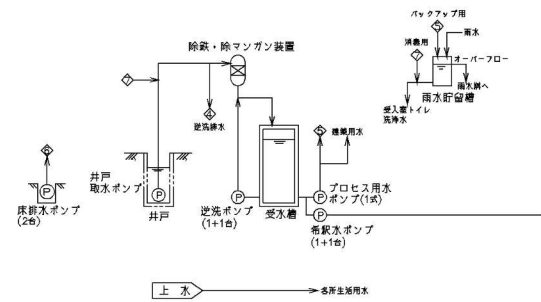 バックアップ用
⑤
雨水
消毒用
⑦
オーバーフロー
雨水桝へ
雨水貯留槽
受入室トイレ
洗浄水
除鉄・除マンガン装置
⑦
④
逆洗排水
⑤
建築用水
⑥
P
床排水ポンプ
(2台)
井戸
取水ポンプ
P
井戸
P
逆洗ポンプ
(1+1台)
受水槽
P
プロセス用水
ポンプ(1式)
P
希釈水ポンプ
(1+1台)
上水
各所生活用水